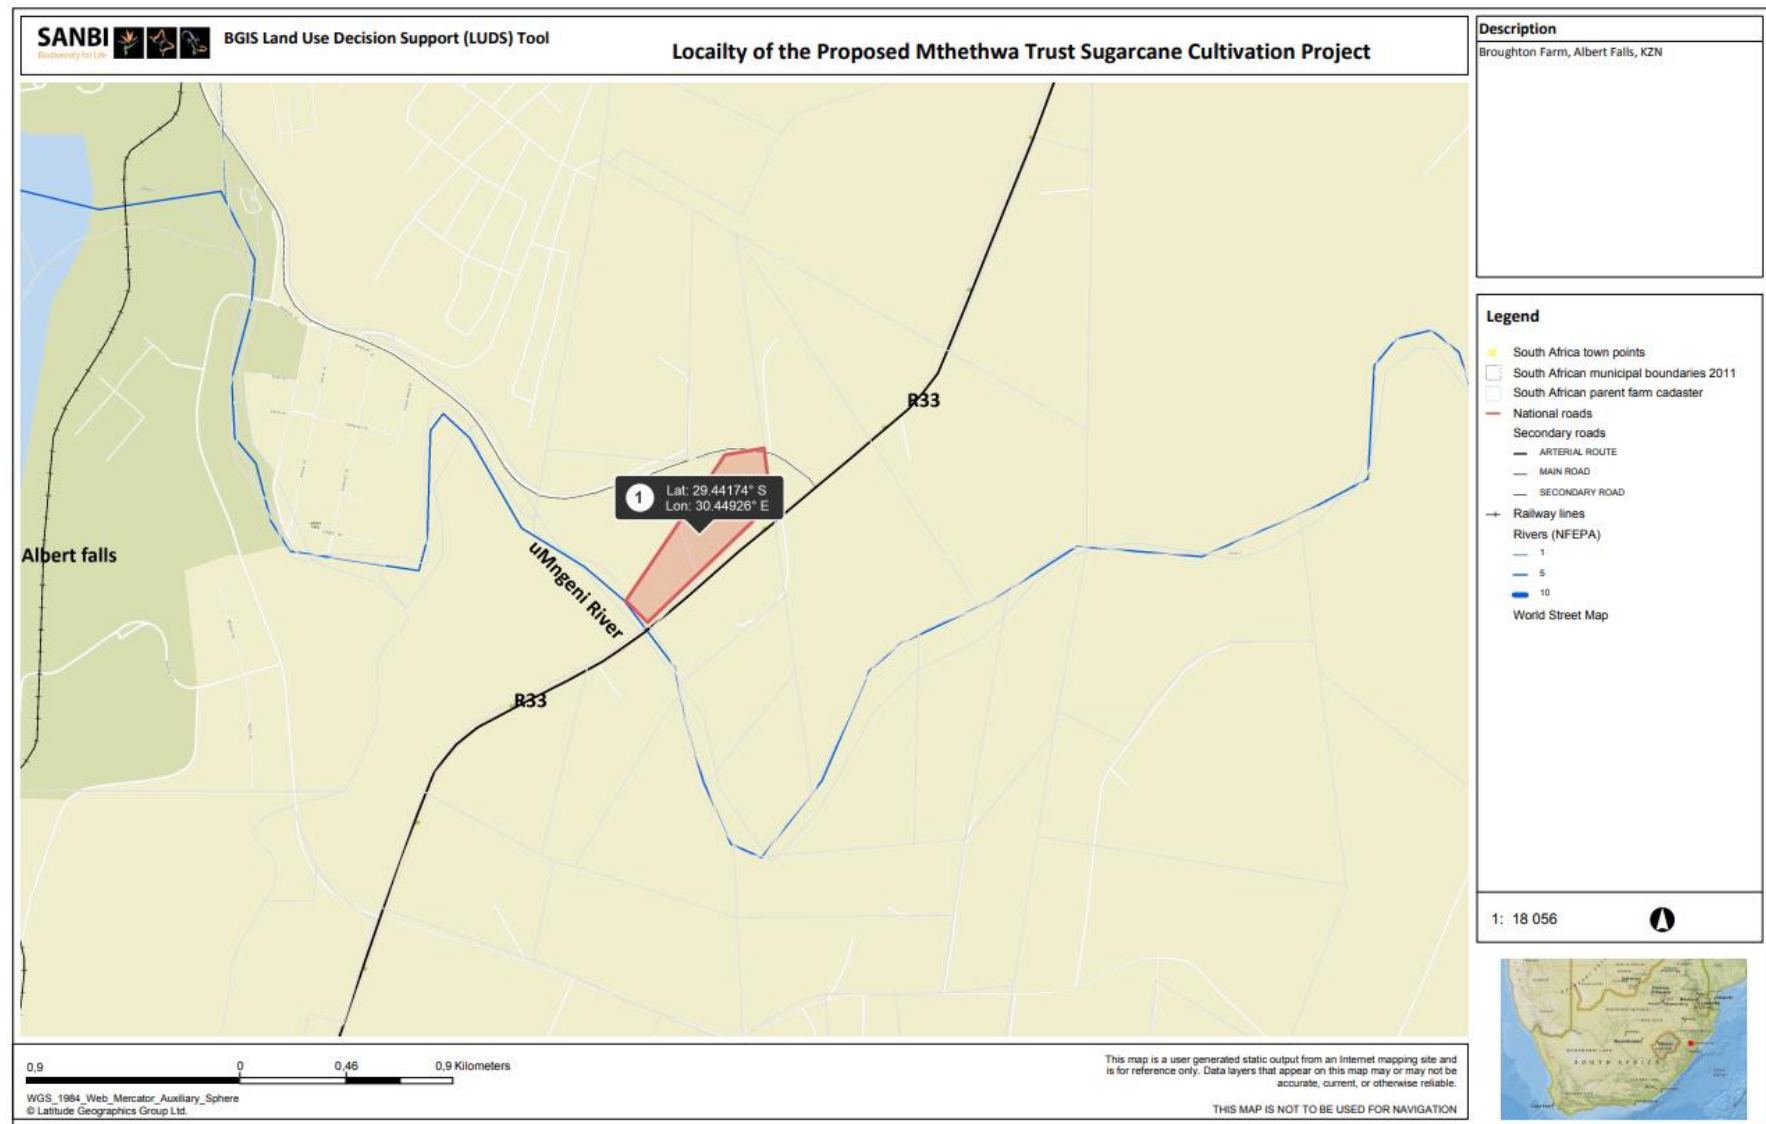 SANBI
Biodiversity for Life
BGIS Land Use Decision Support (LUDS) Tool
Locailty of the Proposed Mthethwa Trust Sugarcane Cultivation Project
Description
Broughton Farm, Albert Falls, KZN
R33
1
Lat: 29.44174° S
Lon: 30.44926° E
Albert falls
uMngeni River
R33
Legend
South Africa town points
South African municipal boundaries 2011
South African parent farm cadaster
National roads
Secondary roads
ARTERIAL ROUTE
MAIN ROAD
SECONDARY ROAD
Railway lines
Rivers (NFEPA)
1
5
10
World Street Map
1: 18 056
SOUTH AFRICA
0,9 0 0,46 0,9 Kilometers
WGS_1984_Web_Mercator_Auxiliary_Sphere
© Latitude Geographics Group Ltd.
This map is a user generated static output from an Internet mapping site and
is for reference only. Data layers that appear on this map may or may not be
accurate, current, or otherwise reliable.
THIS MAP IS NOT TO BE USED FOR NAVIGATION